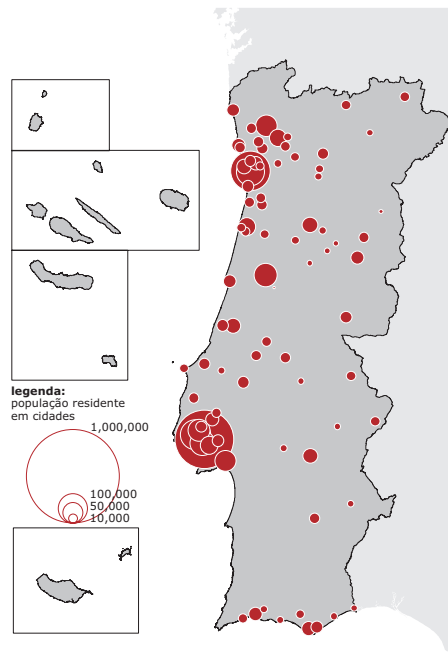 legenda:
população residente
em cidades
1,000,000
100,000
50,000
10,000